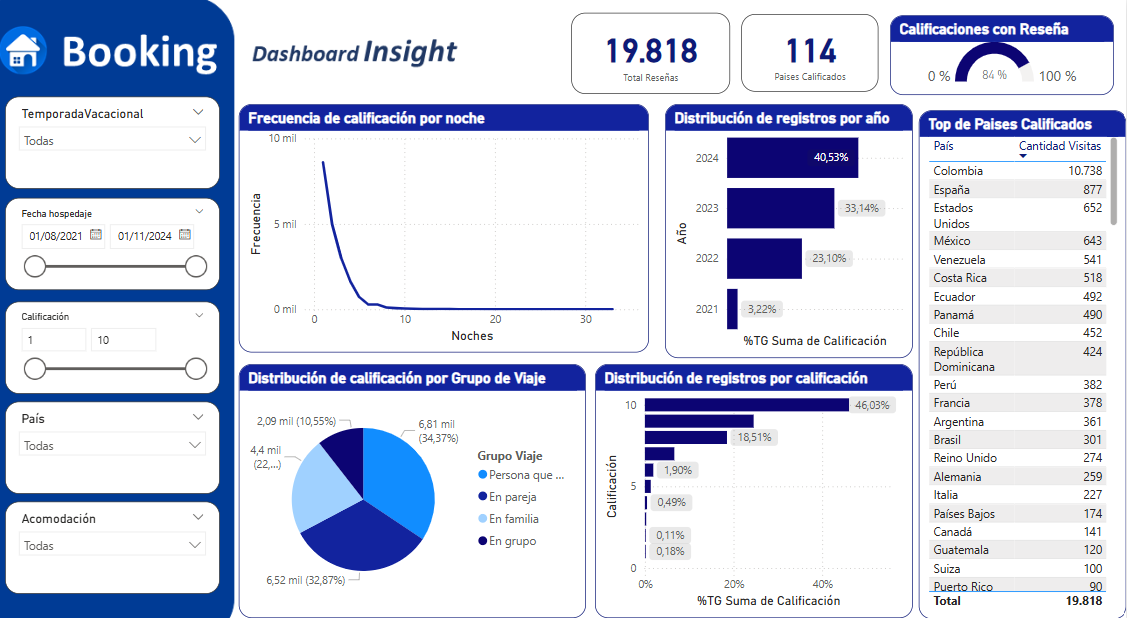 Booking
Dashboard Insight
19.818
Total Reseñas
114
Paises Calificados
Calificaciones con Reseña
0 %
84 %
100 %
TemporadaVacacional
Todas
Fecha hospedaje
01/08/2021
01/11/2024
Calificación
1
10
País
Todas
Acomodación
Todas
Frecuencia de calificación por noche
10 mil
5 mil
0 mil
Frecuencia
0
10
20
30
Noches
Distribución de registros por año
2024
40,53%
2023
33,14%
2022
23,10%
2021
3,22%
Año
%TG Suma de Calificación
Distribución de calificación por Grupo de Viaje
2,09 mil (10,55%)
6,81 mil
(34,37%)
4,4 mil
(22,...)
6,52 mil (32,87%)
Grupo Viaje
Persona que ...
En pareja
En familia
En grupo
Distribución de registros por calificación
10
46,03%
18,51%
1,90%
5
0,49%
0,11%
0,18%
0
Calificación
0%
20%
40%
%TG Suma de Calificación
Top de Paises Calificados
País Cantidad Visitas
Colombia 10.738
España 877
Estados 652
Unidos
México 643
Venezuela 541
Costa Rica 518
Ecuador 492
Panamá 490
Chile 452
República 424
Dominicana
Perú 382
Francia 378
Argentina 361
Brasil 301
Reino Unido 274
Alemania 259
Italia 227
Países Bajos 174
Canadá 141
Guatemala 120
Suiza 100
Puerto Rico 90
Total 19.818